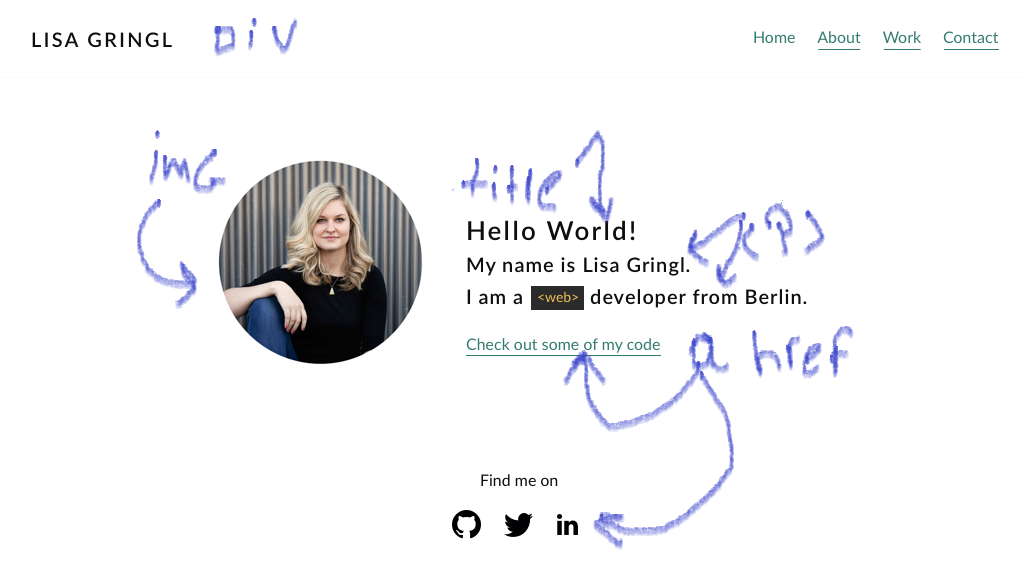 LISA GRINGL DIV Home About Work Contact
img
title
Hello World!
<P>
My name is Lisa Gringl.
I am a <web> developer from Berlin.
Check out some of my code
a href
Find me on
in